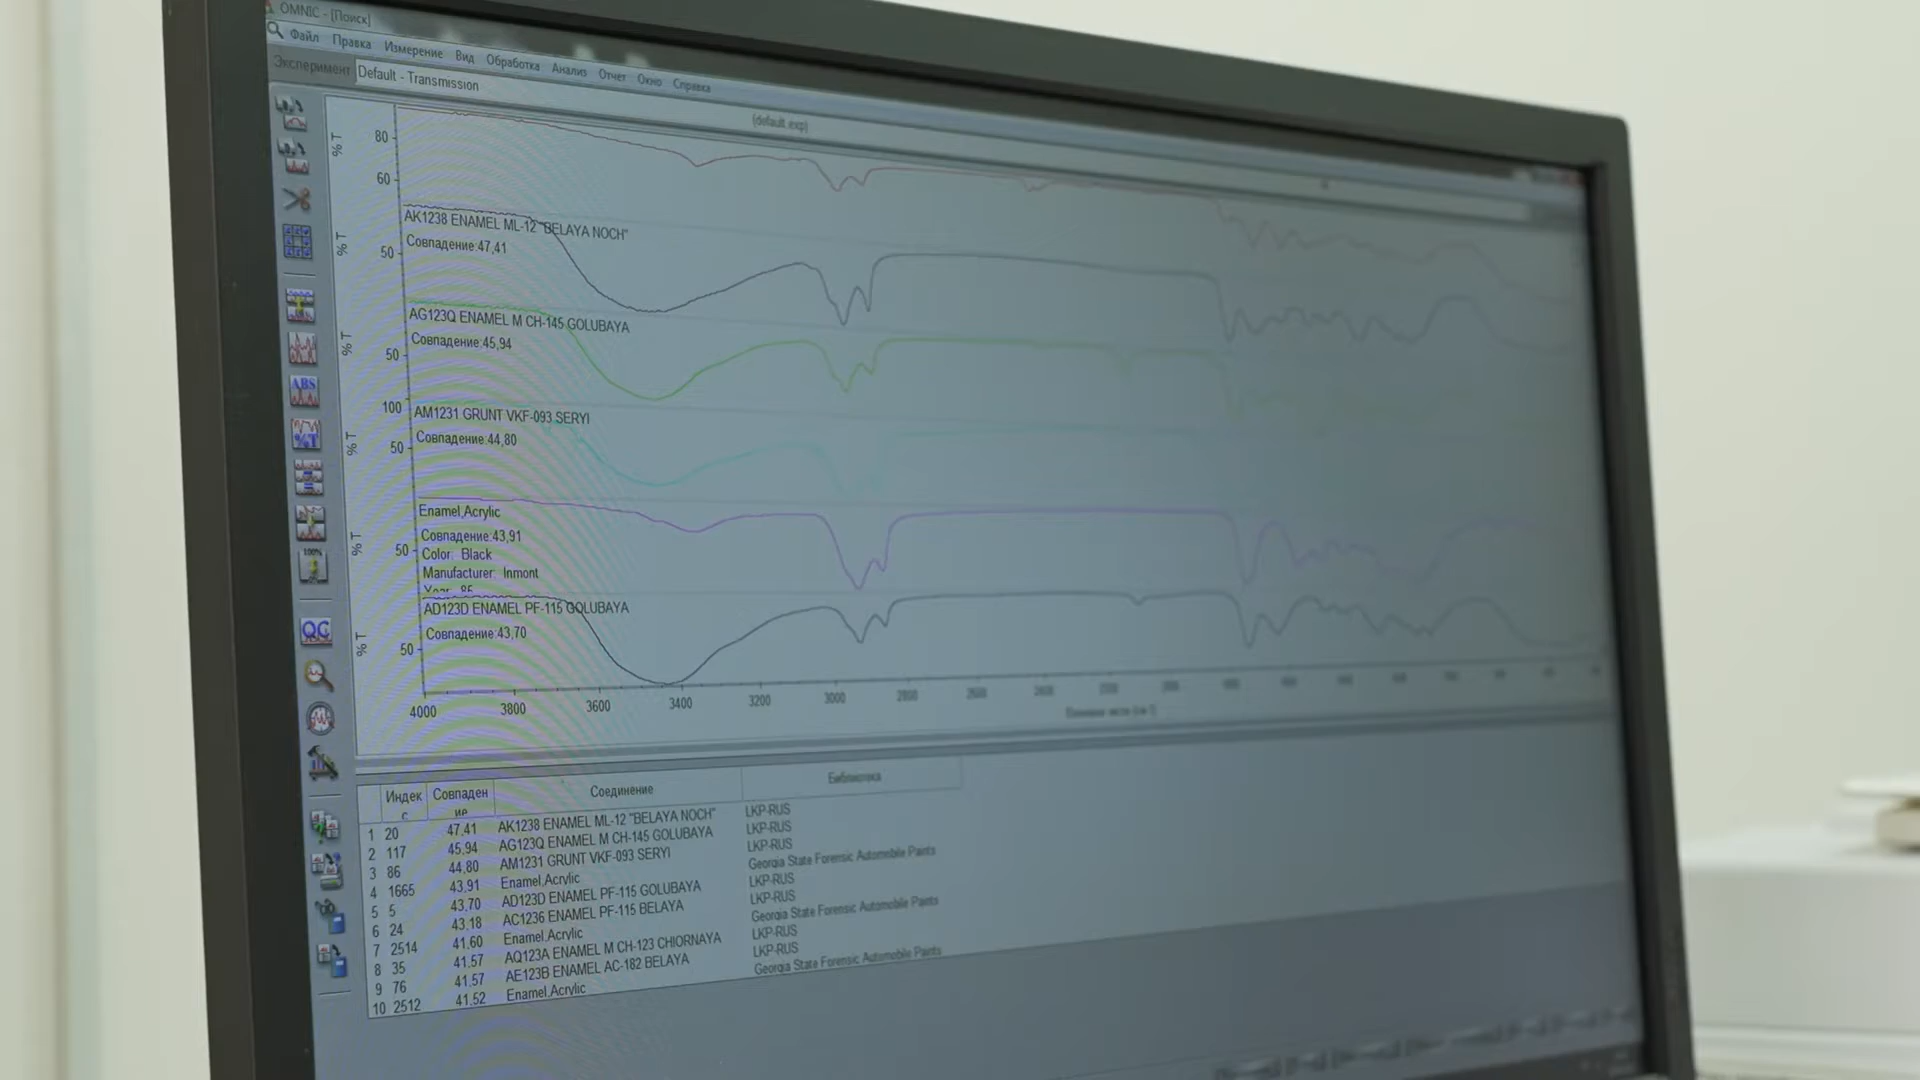 OMNIC - [Поиск]
Файл Правка Измерение Вид Обработка Анализ Отчет Окно Справка
Эксперимент Default - Transmission
(default.exp)
%T
80
60
AK1238 ENAMEL ML-12 "BELAYA NOCH"
Совпадение:47,41
%T
50
AG123Q ENAMEL M CH-145 GOLUBAYA
Совпадение:45,94
%T
50
100
AM1231 GRUNT VKF-093 SERYI
Совпадение:44,80
%T
50
Enamel,Acrylic
Совпадение:43,91
Color: Black
Manufacturer: Inmont
Year: 85
%T
50
AD123D ENAMEL PF-115 GOLUBAYA
Совпадение:43,70
%T
50
4000 3800 3600 3400 3200 3000 2800
ABS
%T
100%
QC
Индекс Совпадение Соединение Библиотека
1 20 47,41 AK1238 ENAMEL ML-12 "BELAYA NOCH" LKP-RUS
2 117 45,94 AG123Q ENAMEL M CH-145 GOLUBAYA LKP-RUS
3 86 44,80 AM1231 GRUNT VKF-093 SERYI LKP-RUS
4 1665 43,91 Enamel,Acrylic Georgia State Forensic Automobile Paints
5 5 43,70 AD123D ENAMEL PF-115 GOLUBAYA LKP-RUS
6 24 43,18 AC1236 ENAMEL PF-115 BELAYA LKP-RUS
7 2514 41,60 Enamel,Acrylic Georgia State Forensic Automobile Paints
8 35 41,57 AQ123A ENAMEL M CH-123 CHIORNAYA LKP-RUS
9 76 41,57 AE123B ENAMEL AC-182 BELAYA LKP-RUS
10 2512 41,52 Enamel,Acrylic Georgia State Forensic Automobile Paints